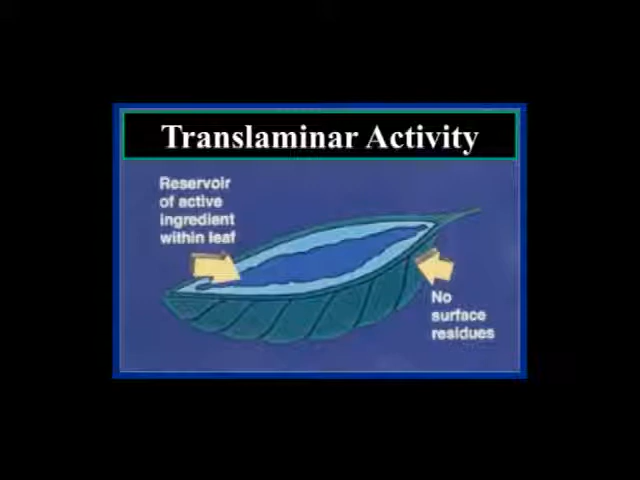 Translaminar Activity
Reservoir
of active
ingredient
within leaf
No
surface
residues